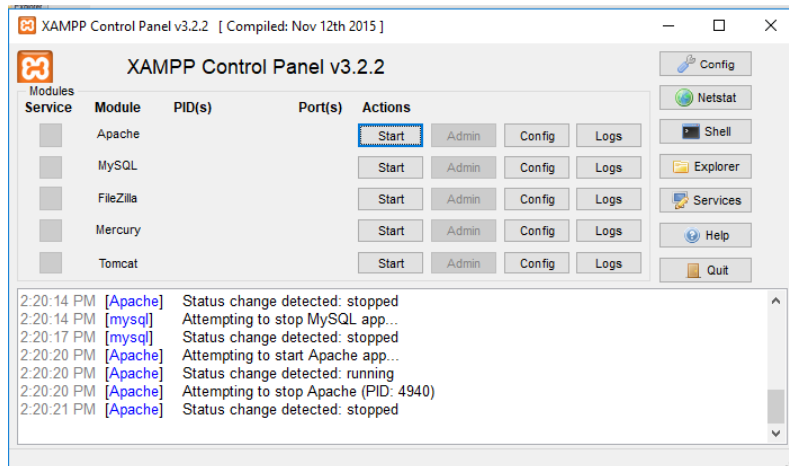 XAMPP Control Panel v3.2.2 [ Compiled: Nov 12th 2015 ]
XAMPP Control Panel v3.2.2
Config
Modules
Service Module PID(s) Port(s) Actions
Netstat
Apache Start Admin Config Logs
Shell
MySQL Start Admin Config Logs
Explorer
FileZilla Start Admin Config Logs
Services
Mercury Start Admin Config Logs
Help
Tomcat Start Admin Config Logs
Quit
2:20:14 PM [Apache] Status change detected: stopped
2:20:14 PM [mysql] Attempting to stop MySQL app...
2:20:17 PM [mysql] Status change detected: stopped
2:20:20 PM [Apache] Attempting to start Apache app...
2:20:20 PM [Apache] Status change detected: running
2:20:20 PM [Apache] Attempting to stop Apache (PID: 4940)
2:20:21 PM [Apache] Status change detected: stopped